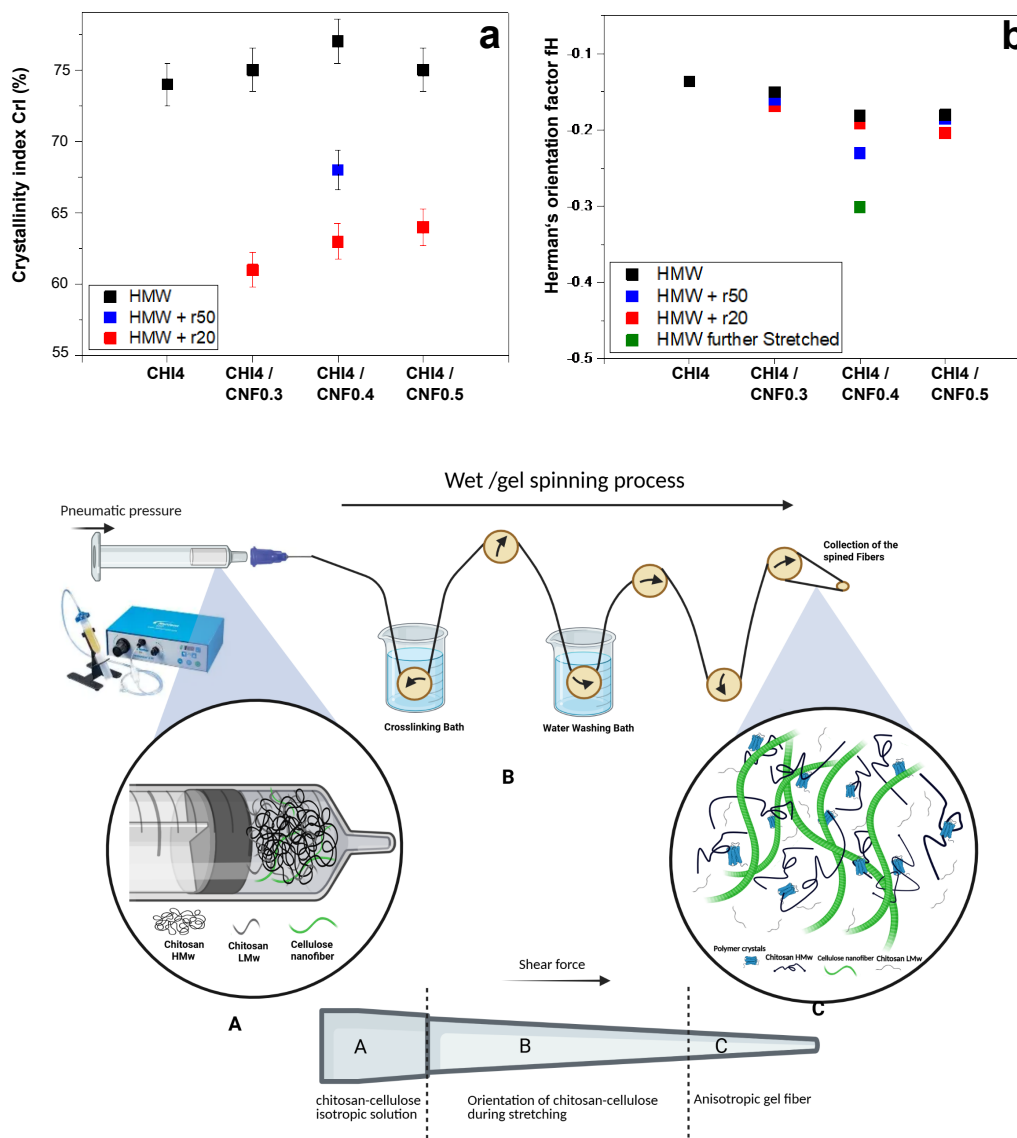 a
Crystallinity index CrI (%)
75
70
65
60
55
HMW
HMW + r50
HMW + r20
CHI4
CHI4 /
CNF0.3
CHI4 /
CNF0.4
CHI4 /
CNF0.5
b
Herman's orientation factor fH
-0.1
-0.2
-0.3
-0.4
-0.5
HMW
HMW + r50
HMW + r20
HMW further Stretched
CHI4
CHI4 /
CNF0.3
CHI4 /
CNF0.4
CHI4 /
CNF0.5
Wet /gel spinning process
Pneumatic pressure
Collection of the
spined Fibers
Crosslinking Bath
Water Washing Bath
B
Chitosan
HMw
Chitosan
LMw
Cellulose
nanofiber
A
Polymer crystals
Chitosan HMw
Cellulose nanofiber
Chitosan LMw
C
Shear force
A
B
C
chitosan-cellulose
isotropic solution
Orientation of chitosan-cellulose
during stretching
Anisotropic gel fiber